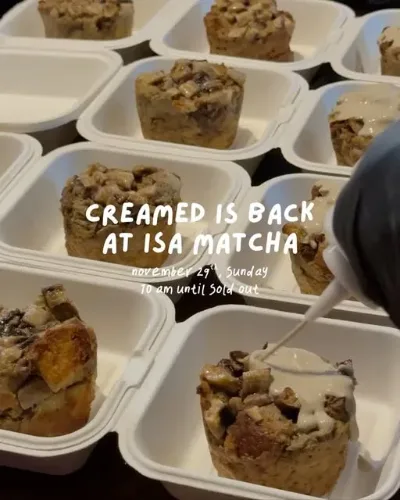 CREAMED IS BACK
AT ISA MATCHA
november 29th, Sunday
10 am until Sold out